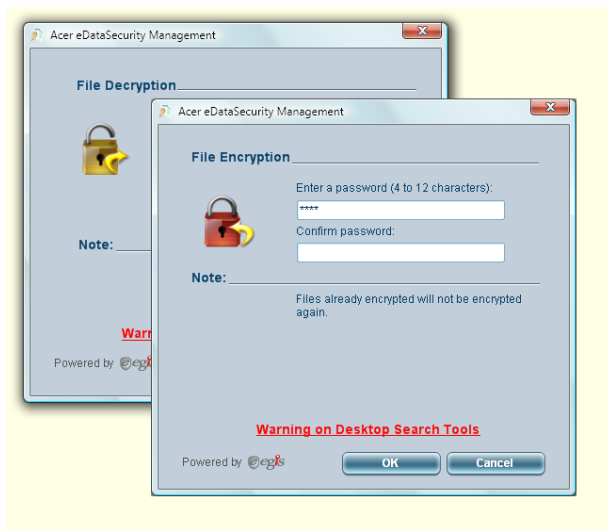 Acer eDataSecurity Management
File Decryption
Note:
Warn
Powered by egi
Acer eDataSecurity Management
File Encryption
Enter a password (4 to 12 characters):
****
Confirm password:
Note:
Files already encrypted will not be encrypted
again.
Warning on Desktop Search Tools
Powered by egis
OK Cancel